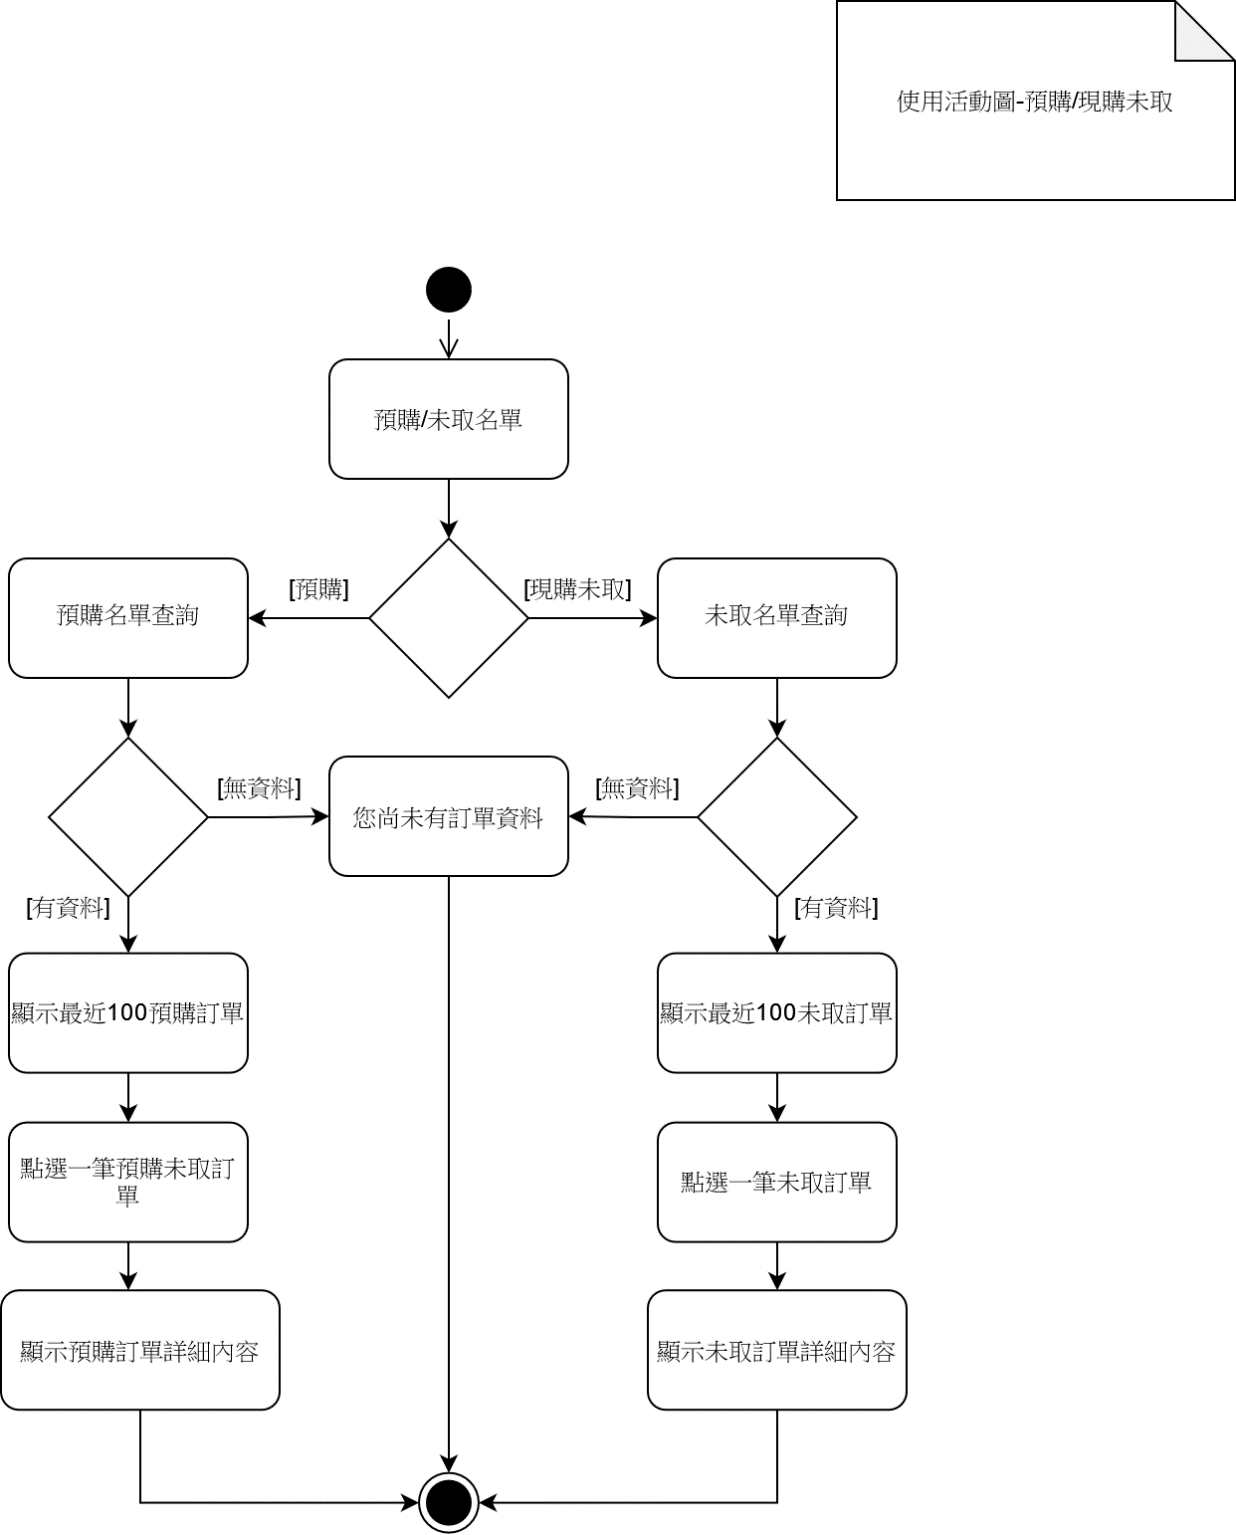 使用活動圖-預購/現購未取
預購/未取名單
[預購]
[現購未取]
預購名單查詢
未取名單查詢
[無資料]
[無資料]
您尚未有訂單資料
[有資料]
[有資料]
顯示最近100預購訂單
顯示最近100未取訂單
點選一筆預購未取訂
單
點選一筆未取訂單
顯示預購訂單詳細內容
顯示未取訂單詳細內容